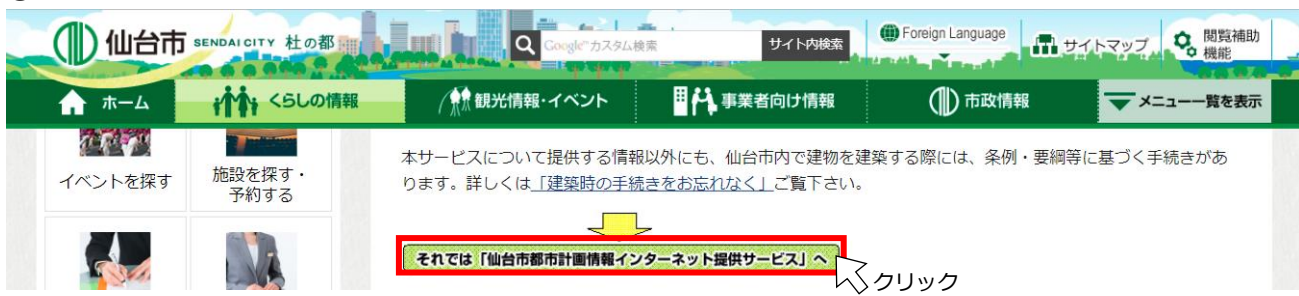 仙台市 SENDAI CITY 杜の都
Google カスタム検索
サイト内検索
Foreign Language
サイトマップ
閲覧補助
機能
ホーム
くらしの情報
観光情報・イベント
事業者向け情報
市政情報
メニュー一覧を表示
イベントを探す
施設を探す・
予約する
本サービスについて提供する情報以外にも、仙台市内で建物を建築する際には、条例・要綱等に基づく手続きがあ
ります。詳しくは「建築時の手続きをお忘れなく」ご覧下さい。
それでは「仙台市都市計画情報インターネット提供サービス」へ
クリック